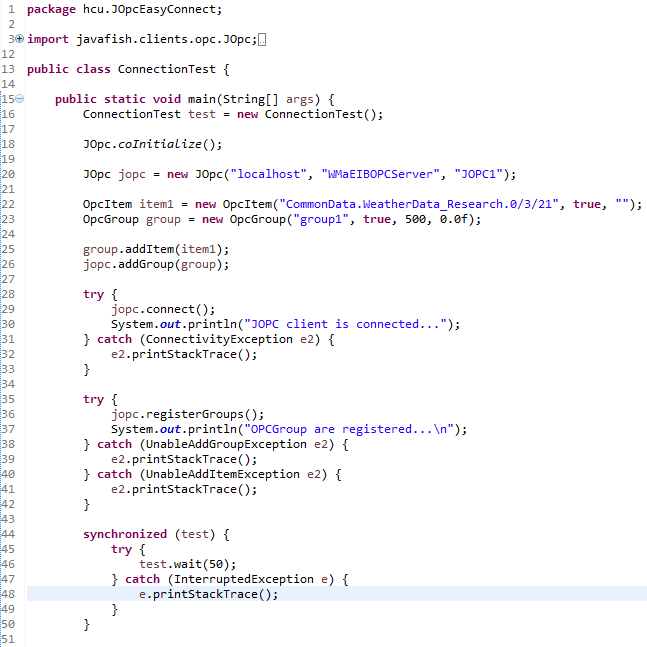 1 package hcu.JOpcEasyConnect;
2
3 import javafish.clients.opc.JOpc;
12
13 public class ConnectionTest {
14
15     public static void main(String[] args) {
16         ConnectionTest test = new ConnectionTest();
17
18         JOpc.coInitialize();
19
20         JOpc jopc = new JOpc("localhost", "WMaEIBOPCServer", "JOPC1");
21
22         OpcItem item1 = new OpcItem("CommonData.WeatherData_Research.0/3/21", true, "");
23         OpcGroup group = new OpcGroup("group1", true, 500, 0.0f);
24
25         group.addItem(item1);
26         jopc.addGroup(group);
27
28         try {
29             jopc.connect();
30             System.out.println("JOPC client is connected...");
31         } catch (ConnectivityException e2) {
32             e2.printStackTrace();
33         }
34
35         try {
36             jopc.registerGroups();
37             System.out.println("OPCGroup are registered...\n");
38         } catch (UnableAddGroupException e2) {
39             e2.printStackTrace();
40         } catch (UnableAddItemException e2) {
41             e2.printStackTrace();
42         }
43
44         synchronized (test) {
45             try {
46                 test.wait(50);
47             } catch (InterruptedException e) {
48                 e.printStackTrace();
49             }
50         }
51